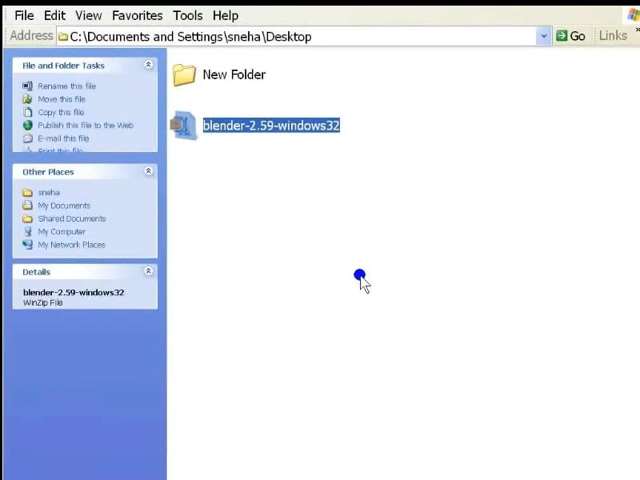 File Edit View Favorites Tools Help
Address C:\Documents and Settings\sneha\Desktop Go Links »
File and Folder Tasks
Rename this file
Move this file
Copy this file
Publish this file to the Web
E-mail this file
Print this file
Other Places
sneha
My Documents
Shared Documents
My Computer
My Network Places
Details
blender-2.59-windows32
WinZip File
New Folder
blender-2.59-windows32